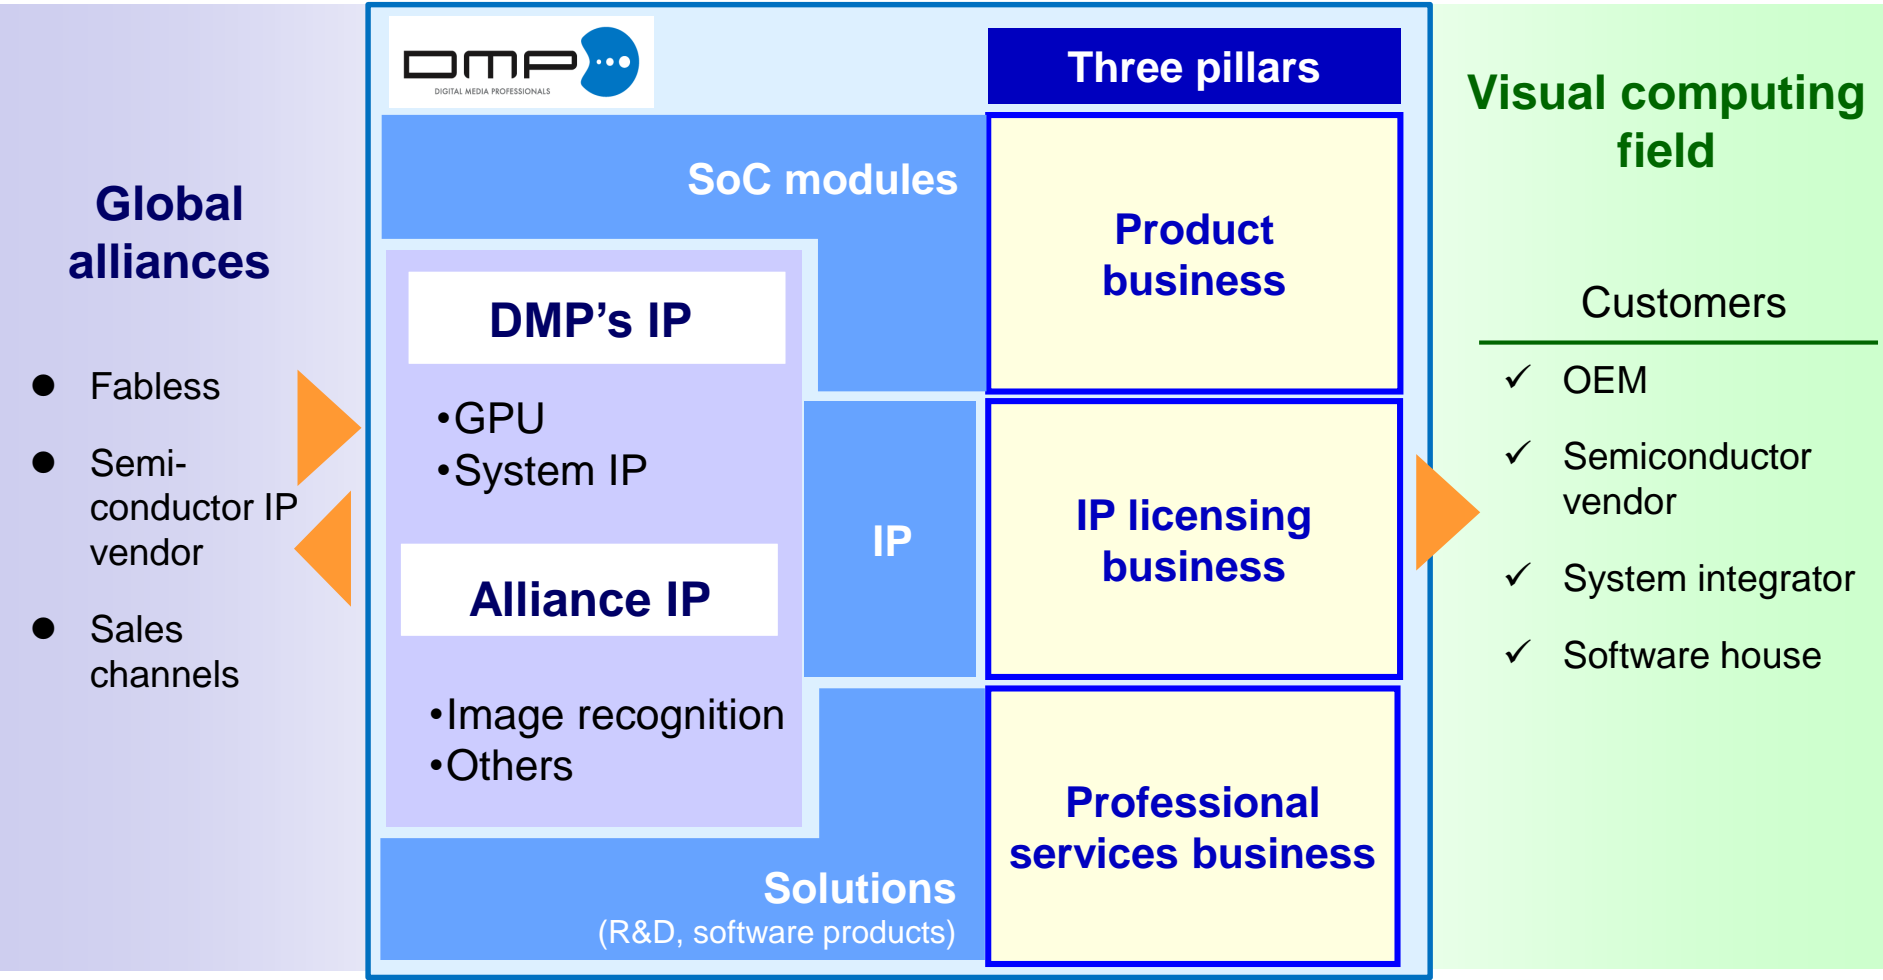 Global
alliances
● Fabless
● Semi-
conductor IP
vendor
● Sales
channels
DMP
DIGITAL MEDIA PROFESSIONALS
Three pillars
SoC modules
Product
business
DMP’s IP
•GPU
•System IP
IP
IP licensing
business
Alliance IP
•Image recognition
•Others
Professional
services business
Solutions
(R&D, software products)
Visual computing
field
Customers
✓ OEM
✓ Semiconductor
vendor
✓ System integrator
✓ Software house